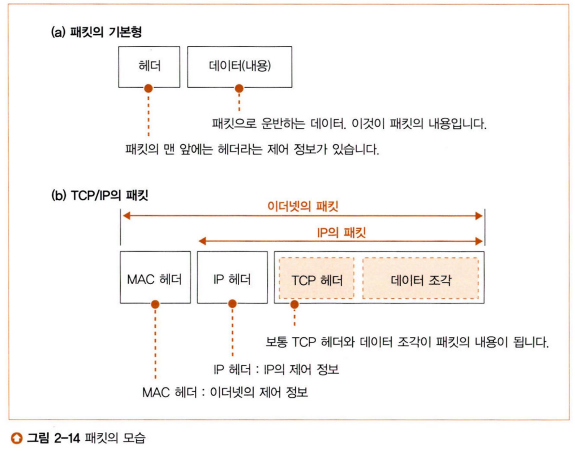 (a) 패킷의 기본형
헤더
데이터(내용)
패킷으로 운반하는 데이터. 이것이 패킷의 내용입니다.
패킷의 맨 앞에는 헤더라는 제어 정보가 있습니다.
(b) TCP/IP의 패킷
이더넷의 패킷
IP의 패킷
MAC 헤더
IP 헤더
TCP 헤더
데이터 조각
보통 TCP 헤더와 데이터 조각이 패킷의 내용이 됩니다.
IP 헤더 : IP의 제어 정보
MAC 헤더 : 이더넷의 제어 정보
그림 2-14 패킷의 모습